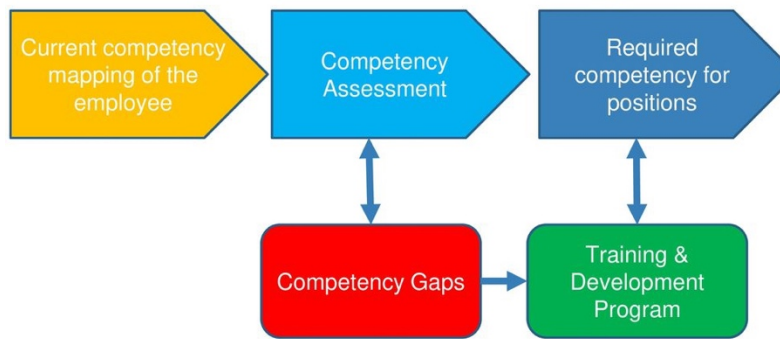 Current competency
mapping of the
employee
Competency
Assessment
Required
competency for
positions
Competency Gaps
Training &
Development
Program